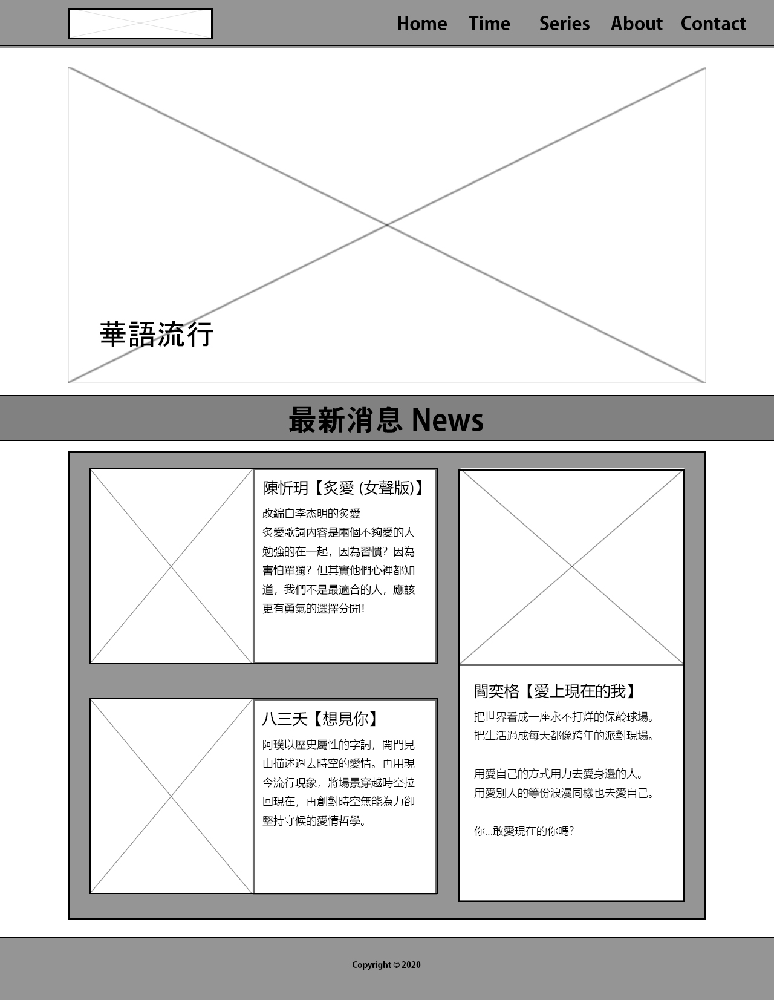 Home Time Series About Contact
華語流行
最新消息 News
陳忻玥【炙愛 (女聲版)】
改編自李杰明的炙愛
炙愛歌詞內容是兩個不夠愛的人
勉強的在一起，因為習慣？因為
害怕單獨？但其實他們心裡都知
道，我們不是最適合的人，應該
更有勇氣的選擇分開！
八三夭【想見你】
阿璞以歷史屬性的字詞，開門見
山描述過去時空的愛情。再用現
今流行現象，將場景穿越時空拉
回現在，再創對時空無能為力卻
堅持守候的愛情哲學。
閻奕格【愛上現在的我】
把世界看成一座永不打烊的保齡球場。
把生活過成每天都像跨年的派對現場。
用愛自己的方式用力去愛身邊的人。
用愛別人的等份浪漫同樣也去愛自己。
你...敢愛現在的你嗎？
Copyright © 2020